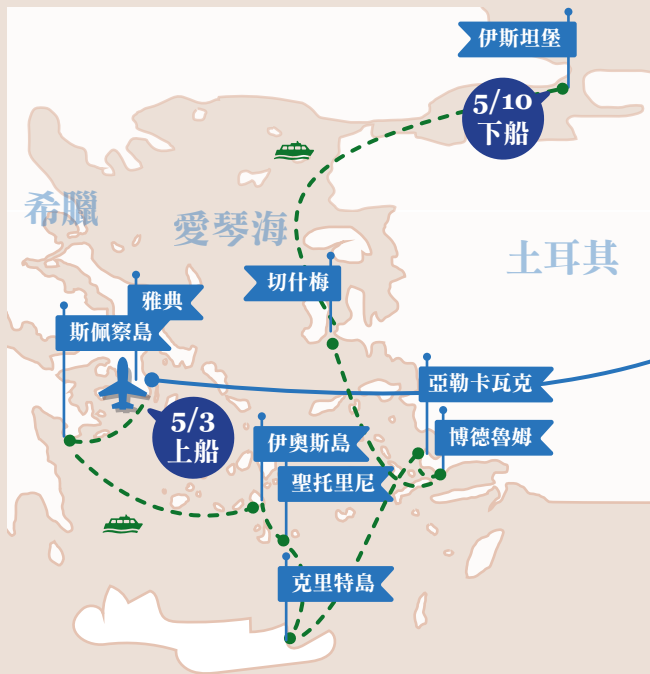 伊斯坦堡
5/10
下船
希臘
愛琴海
土耳其
切什梅
雅典
斯佩察島
亞勒卡瓦克
5/3
上船
伊奧斯島
博德魯姆
聖托里尼
克里特島